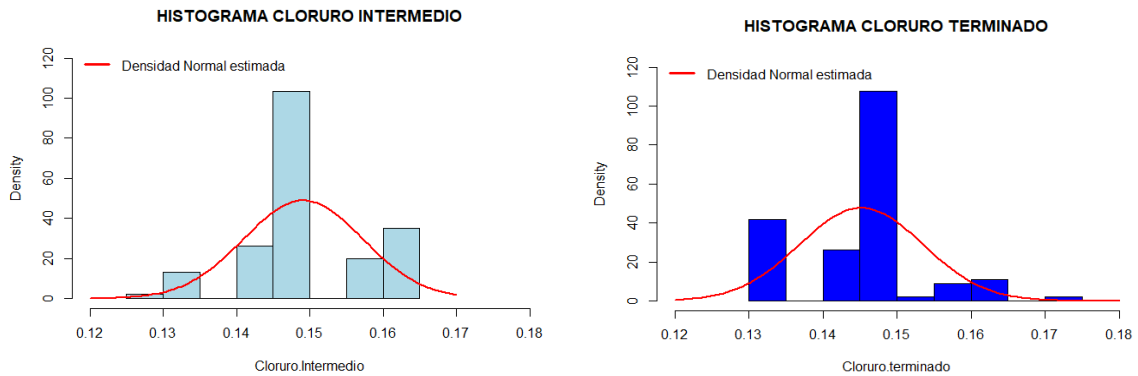 HISTOGRAMA CLORURO INTERMEDIO
Densidad Normal estimada
Density
0 20 40 60 80 100 120
0.12 0.13 0.14 0.15 0.16 0.17 0.18
Cloruro.Intermedio
HISTOGRAMA CLORURO TERMINADO
Densidad Normal estimada
Density
0 20 40 60 80 100 120
0.12 0.13 0.14 0.15 0.16 0.17 0.18
Cloruro.terminado